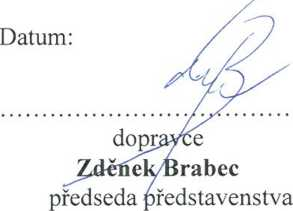 Datum:
........................................
dopravce
Zdeněk Brabec
předseda představenstva